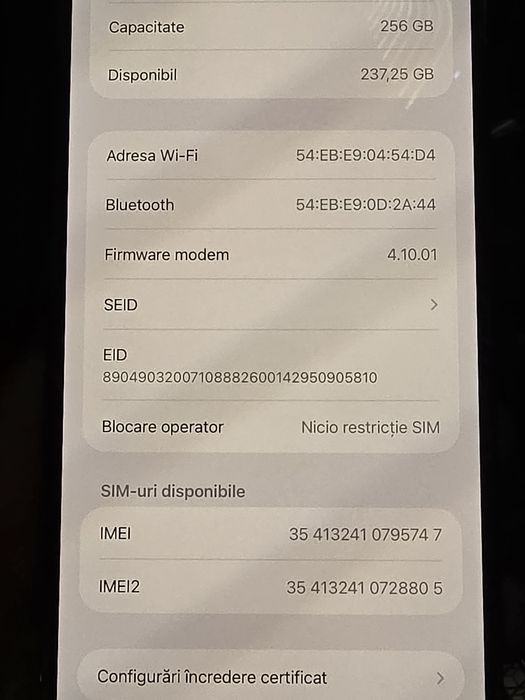 Capacitate 256 GB
Disponibil 237,25 GB
Adresa Wi-Fi 54:EB:E9:04:54:D4
Bluetooth 54:EB:E9:0D:2A:44
Firmware modem 4.10.01
SEID
EID
89049032007108882600142950905810
Blocare operator Nicio restricție SIM
SIM-uri disponibile
IMEI 35 413241 079574 7
IMEI2 35 413241 072880 5
Configurări încredere certificat